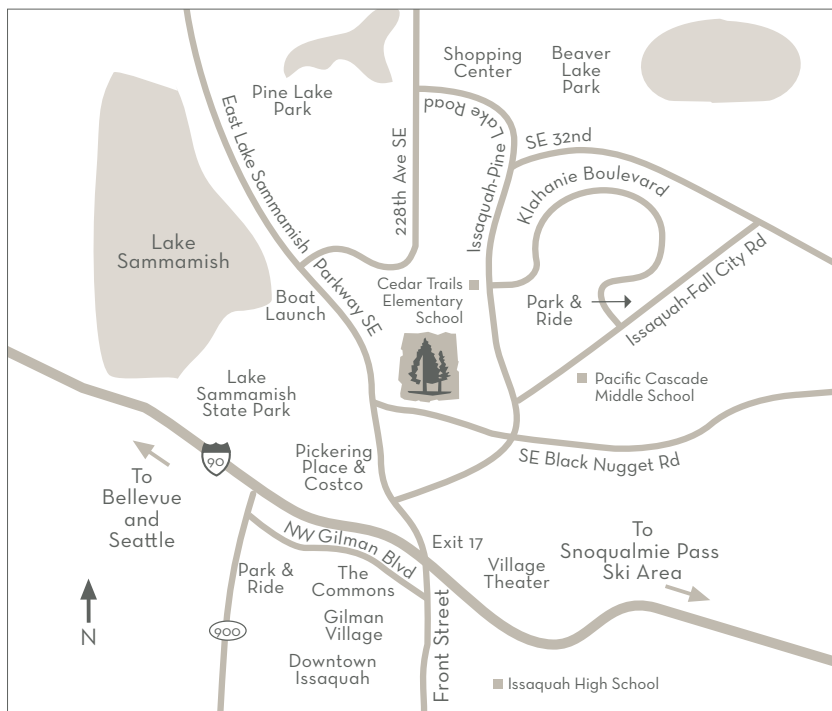 Shopping
Center
Beaver
Lake
Park
Pine Lake
Park
East Lake Sammamish
Parkway SE
228th Ave SE
Issaquah-Pine Lake Road
SE 32nd
Klahanie Boulevard
Issaquah-Fall City Rd
Lake
Sammamish
Boat
Launch
Cedar Trails
Elementary
School
Park &
Ride
Pacific Cascade
Middle School
Lake
Sammamish
State Park
90
To
Bellevue
and
Seattle
Pickering
Place &
Costco
SE Black Nugget Rd
NW Gilman Blvd
Exit 17
Village
Theater
To
Snoqualmie Pass
Ski Area
Park &
Ride
The
Commons
Gilman
Village
Downtown
Issaquah
Front Street
900
N
Issaquah High School